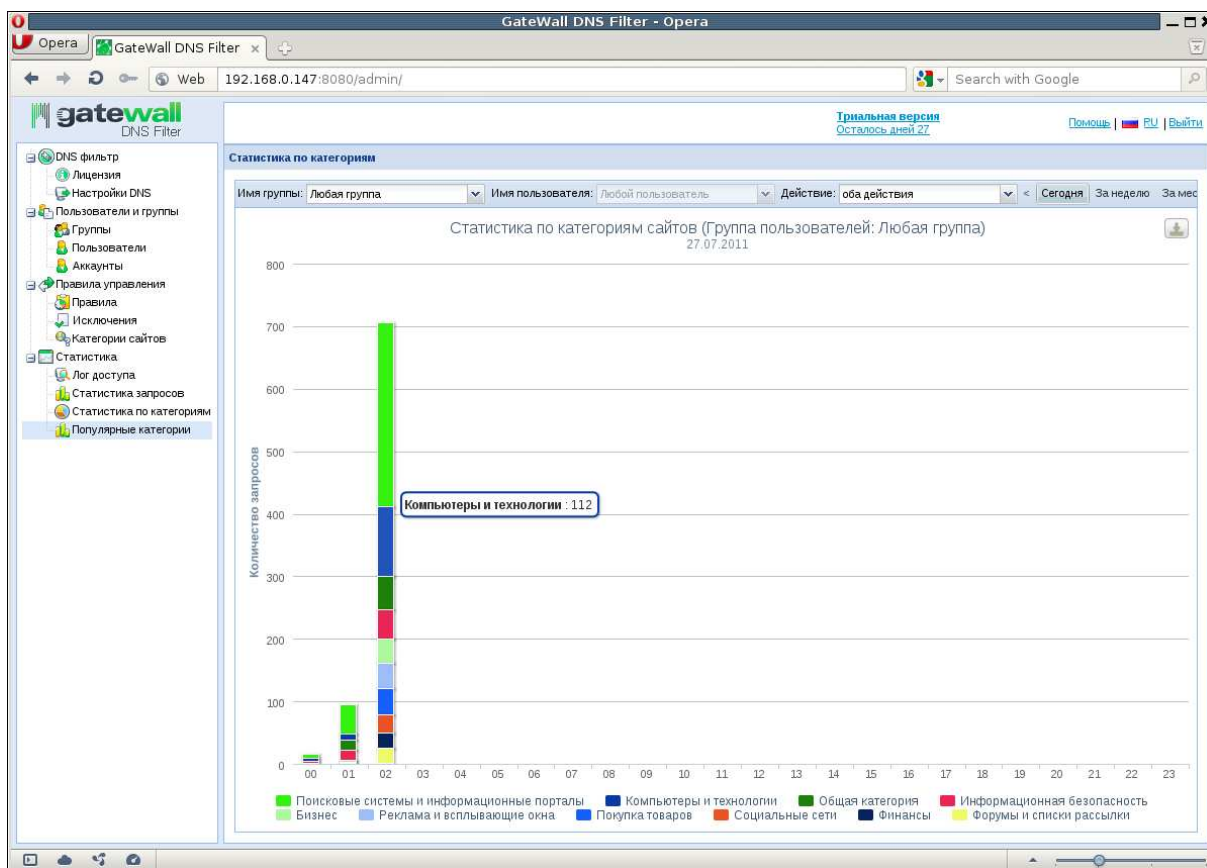 GateWall DNS Filter - Opera
Opera
GateWall DNS Filter
Web
192.168.0.147:8080/admin/
Search with Google
gatewall
DNS Filter
Триальная версия
Осталось дней 27
Помощь | RU | Выйти
DNS фильтр
Лицензия
Настройки DNS
Пользователи и группы
Группы
Пользователи
Аккаунты
Правила управления
Правила
Исключения
Категории сайтов
Статистика
Лог доступа
Статистика запросов
Статистика по категориям
Популярные категории
Статистика по категориям
Имя группы: Любая группа Имя пользователя: Любой пользователь Действие: оба действия < Сегодня За неделю За мес
Статистика по категориям сайтов (Группа пользователей: Любая группа)
27.07.2011
Количество запросов
800
700
600
500
400
300
200
100
0
Компьютеры и технологии : 112
00 01 02 03 04 05 06 07 08 09 10 11 12 13 14 15 16 17 18 19 20 21 22 23
Поисковые системы и информационные порталы Компьютеры и технологии Общая категория Информационная безопасность
Бизнес Реклама и всплывающие окна Покупка товаров Социальные сети Финансы Форумы и списки рассылки